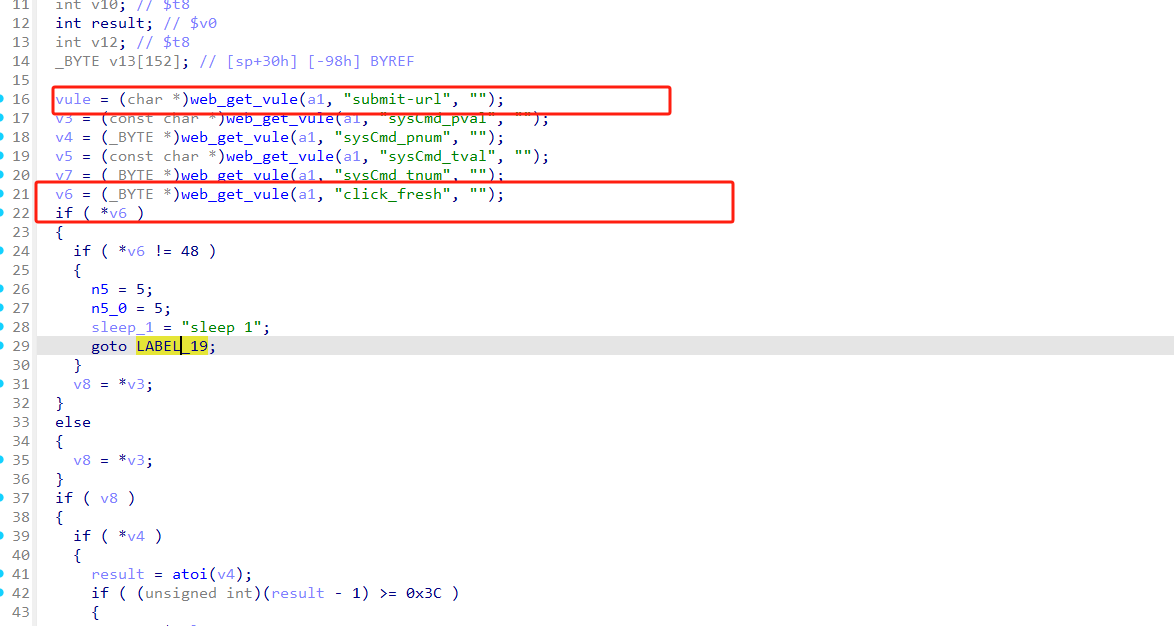 11 int v10; // $t8
12 int result; // $v0
13 int v12; // $t8
14 _BYTE v13[152]; // [sp+30h] [-98h] BYREF
15
16 vule = (char *)web_get_vule(a1, "submit-url", "");
17 v3 = (const char *)web_get_vule(a1, "sysCmd_pval", "");
18 v4 = (_BYTE *)web_get_vule(a1, "sysCmd_pnum", "");
19 v5 = (const char *)web_get_vule(a1, "sysCmd_tval", "");
20 v7 = (_BYTE *)web_get_vule(a1, "sysCmd_tnum", "");
21 v6 = (_BYTE *)web_get_vule(a1, "click_fresh", "");
22 if ( *v6 )
23 {
24 if ( *v6 != 48 )
25 {
26 n5 = 5;
27 n5_0 = 5;
28 sleep_1 = "sleep 1";
29 goto LABEL_19;
30 }
31 v8 = *v3;
32 }
33 else
34 {
35 v8 = *v3;
36 }
37 if ( v8 )
38 {
39 if ( *v4 )
40 {
41 result = atoi(v4);
42 if ( (unsigned int)(result - 1) >= 0x3C )
43 {